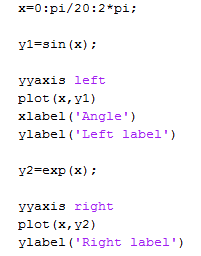 x=0:pi/20:2*pi;
y1=sin(x);
yyaxis left
plot(x,y1)
xlabel('Angle')
ylabel('Left label')
y2=exp(x);
yyaxis right
plot(x,y2)
ylabel('Right label')